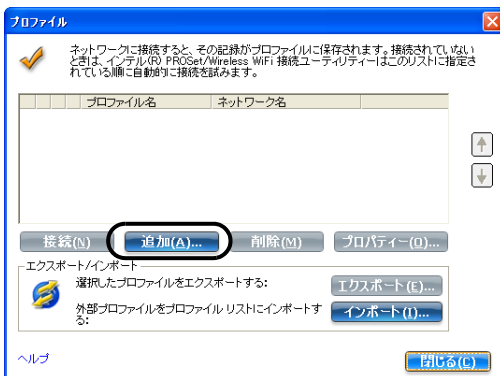 プロファイル
ネットワークに接続すると、その記録がプロファイルに保存されます。接続されていない
ときは、インテル(R) PROSet/Wireless WiFi 接続ユーティリティーはこのリストに指定さ
れている順に自動的に接続を試みます。
プロファイル名 ネットワーク名
接続(N) 追加(A)... 削除(M) プロパティー(O)...
エクスポート/インポート
選択したプロファイルをエクスポートする: エクスポート(E)...
外部プロファイルをプロファイル リストにインポートす
る: インポート(I)...
ヘルプ 閉じる(C)